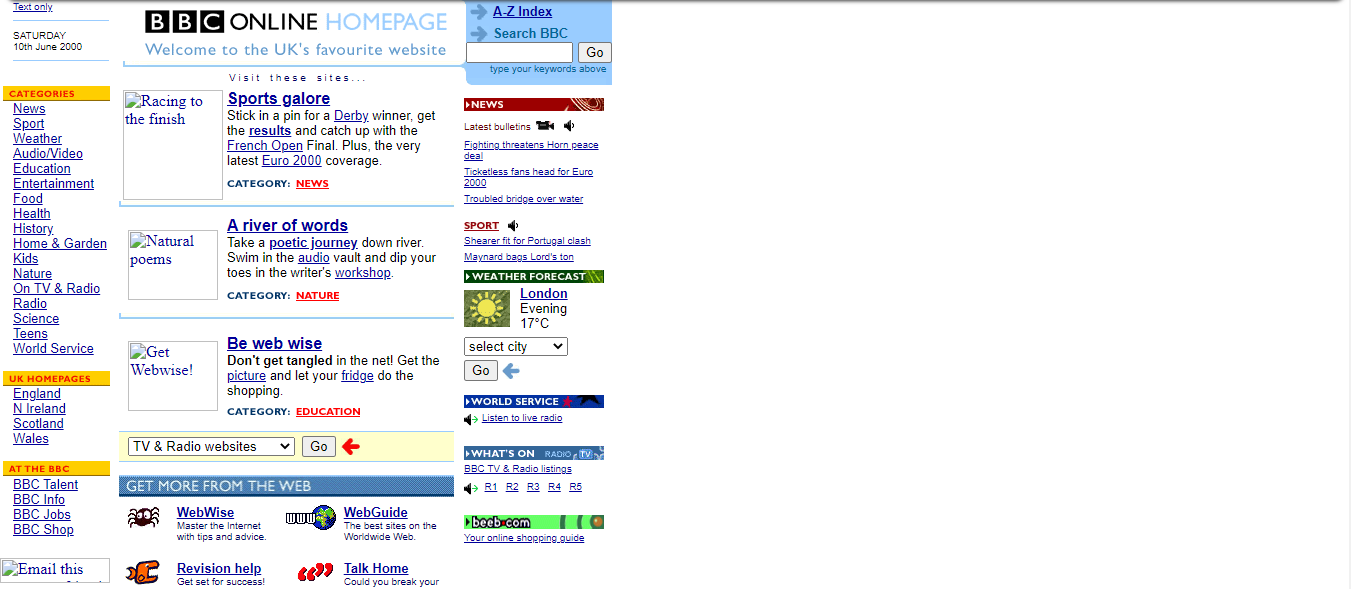 Text only
SATURDAY
10th June 2000
BBC ONLINE HOMEPAGE
Welcome to the UK's favourite website
A-Z Index
Search BBC
Go
type your keywords above
CATEGORIES
News
Sport
Weather
Audio/Video
Education
Entertainment
Food
Health
History
Home & Garden
Kids
Nature
On TV & Radio
Radio
Science
Teens
World Service
UK HOMEPAGES
England
N Ireland
Scotland
Wales
AT THE BBC
BBC Talent
BBC Info
BBC Jobs
BBC Shop
Email this
Visit these sites...
Racing to
the finish
Sports galore
Stick in a pin for a Derby winner, get
the results and catch up with the
French Open Final. Plus, the very
latest Euro 2000 coverage.
CATEGORY: NEWS
Natural
poems
A river of words
Take a poetic journey down river.
Swim in the audio vault and dip your
toes in the writer's workshop.
CATEGORY: NATURE
Get
Webwise!
Be web wise
Don't get tangled in the net! Get the
picture and let your fridge do the
shopping.
CATEGORY: EDUCATION
TV & Radio websites
Go
GET MORE FROM THE WEB
WebWise
Master the Internet
with tips and advice.
WWW
WebGuide
The best sites on the
Worldwide Web.
Revision help
Get set for success!
Talk Home
Could you break your
NEWS
Latest bulletins
Fighting threatens Horn peace
deal
Ticketless fans head for Euro
2000
Troubled bridge over water
SPORT
Shearer fit for Portugal clash
Maynard bags Lord's ton
WEATHER FORECAST
London
Evening
17°C
select city
Go
WORLD SERVICE
Listen to live radio
WHAT'S ON RADIO TV
BBC TV & Radio listings
R1 R2 R3 R4 R5
beeb.com
Your online shopping guide